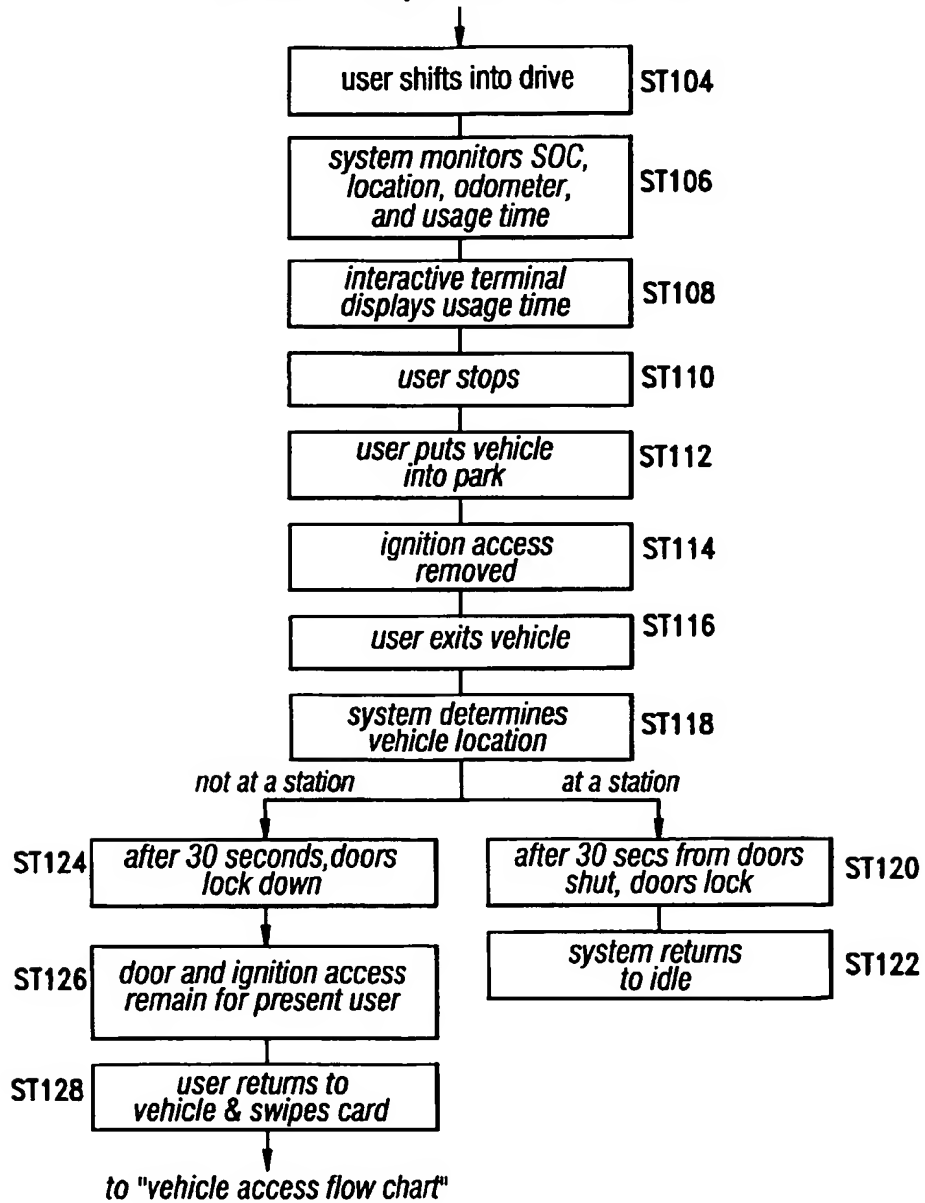 user shifts into drive
ST104
system monitors SOC,
location, odometer,
and usage time
ST106
interactive terminal
displays usage time
ST108
user stops
ST110
user puts vehicle
into park
ST112
ignition access
removed
ST114
user exits vehicle
ST116
system determines
vehicle location
ST118
not at a station
at a station
ST124
after 30 seconds,doors
lock down
after 30 secs from doors
shut, doors lock
ST120
ST126
door and ignition access
remain for present user
system returns
to idle
ST122
ST128
user returns to
vehicle & swipes card
to "vehicle access flow chart"